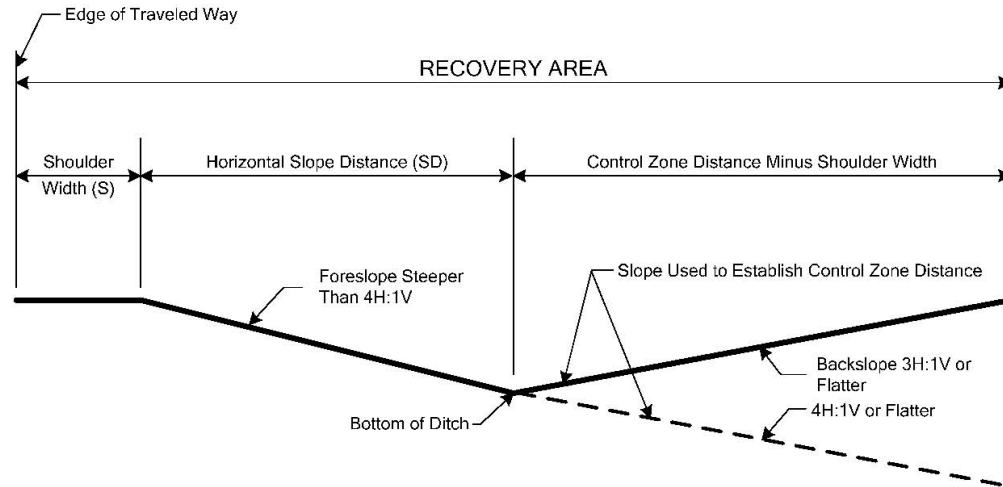 Edge of Traveled Way
RECOVERY AREA
Shoulder
Width (S)
Horizontal Slope Distance (SD)
Control Zone Distance Minus Shoulder Width
Foreslope Steeper
Than 4H:1V
Slope Used to Establish Control Zone Distance
Backslope 3H:1V or
Flatter
4H:1V or Flatter
Bottom of Ditch